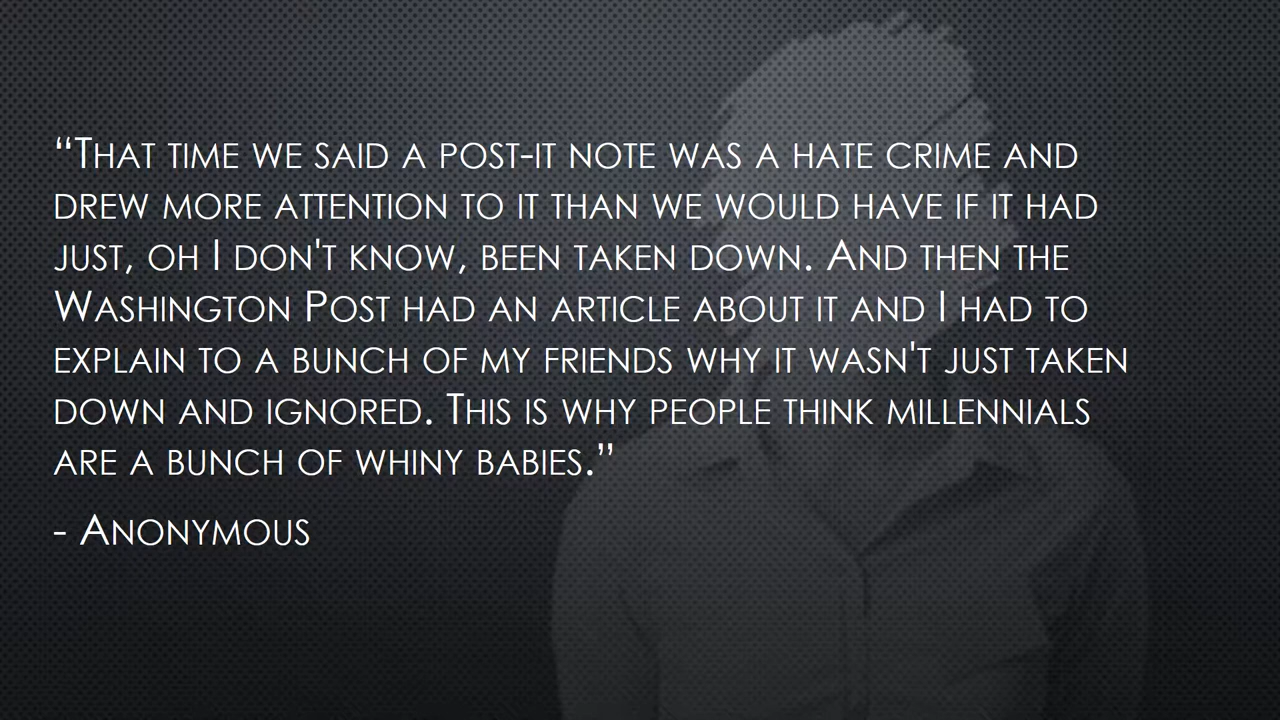 “That time we said a post-it note was a hate crime and
drew more attention to it than we would have if it had
just, oh I don't know, been taken down. And then the
Washington Post had an article about it and I had to
explain to a bunch of my friends why it wasn't just taken
down and ignored. This is why people think millennials
are a bunch of whiny babies.”
- Anonymous